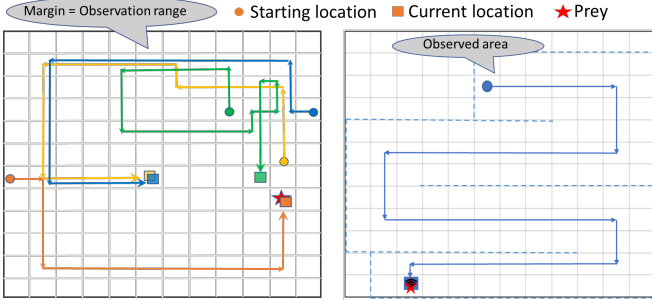 Margin = Observation range
Starting location
Current location
Prey
Observed area